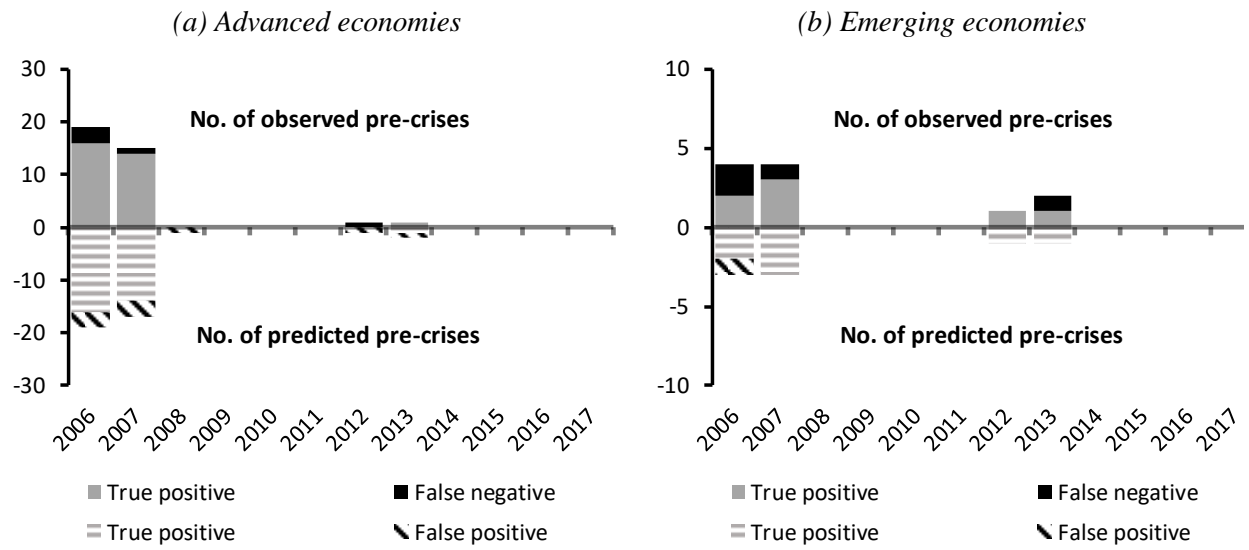 (a) Advanced economies
30
20
10
0
-10
-20
-30
No. of observed pre-crises
No. of predicted pre-crises
2006 2007 2008 2009 2010 2011 2012 2013 2014 2015 2016 2017
True positive False negative
True positive False positive
(b) Emerging economies
10
5
0
-5
-10
No. of observed pre-crises
No. of predicted pre-crises
2006 2007 2008 2009 2010 2011 2012 2013 2014 2015 2016 2017
True positive False negative
True positive False positive